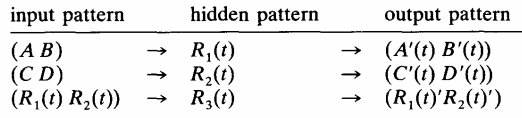 input pattern hidden pattern output pattern
(A B) → R₁(t) → (A′(t) B′(t))
(C D) → R₂(t) → (C′(t) D′(t))
(R₁(t) R₂(t)) → R₃(t) → (R₁(t)′R₂(t)′)